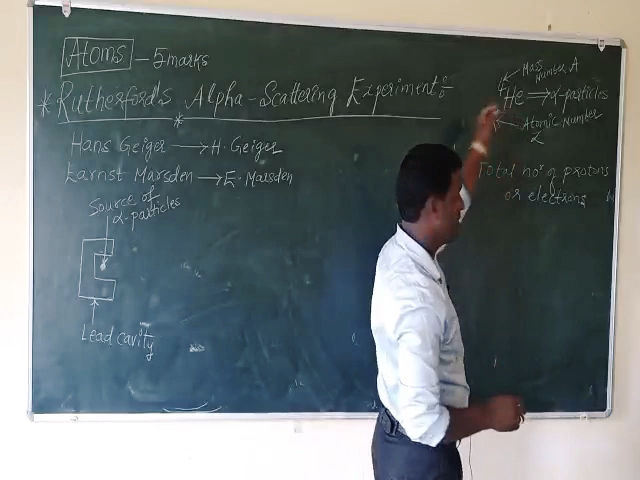 Atoms - 5 marks
* Rutherford's Alpha-Scattering Experiment:-
Hans Geiger → H. Geiger
Earnst Marsden → E. Marsden
Source of
α-particles
Lead cavity
Mass
Number, A
He → α-particles
Atomic Number
Z
Total no. of protons
or electrons